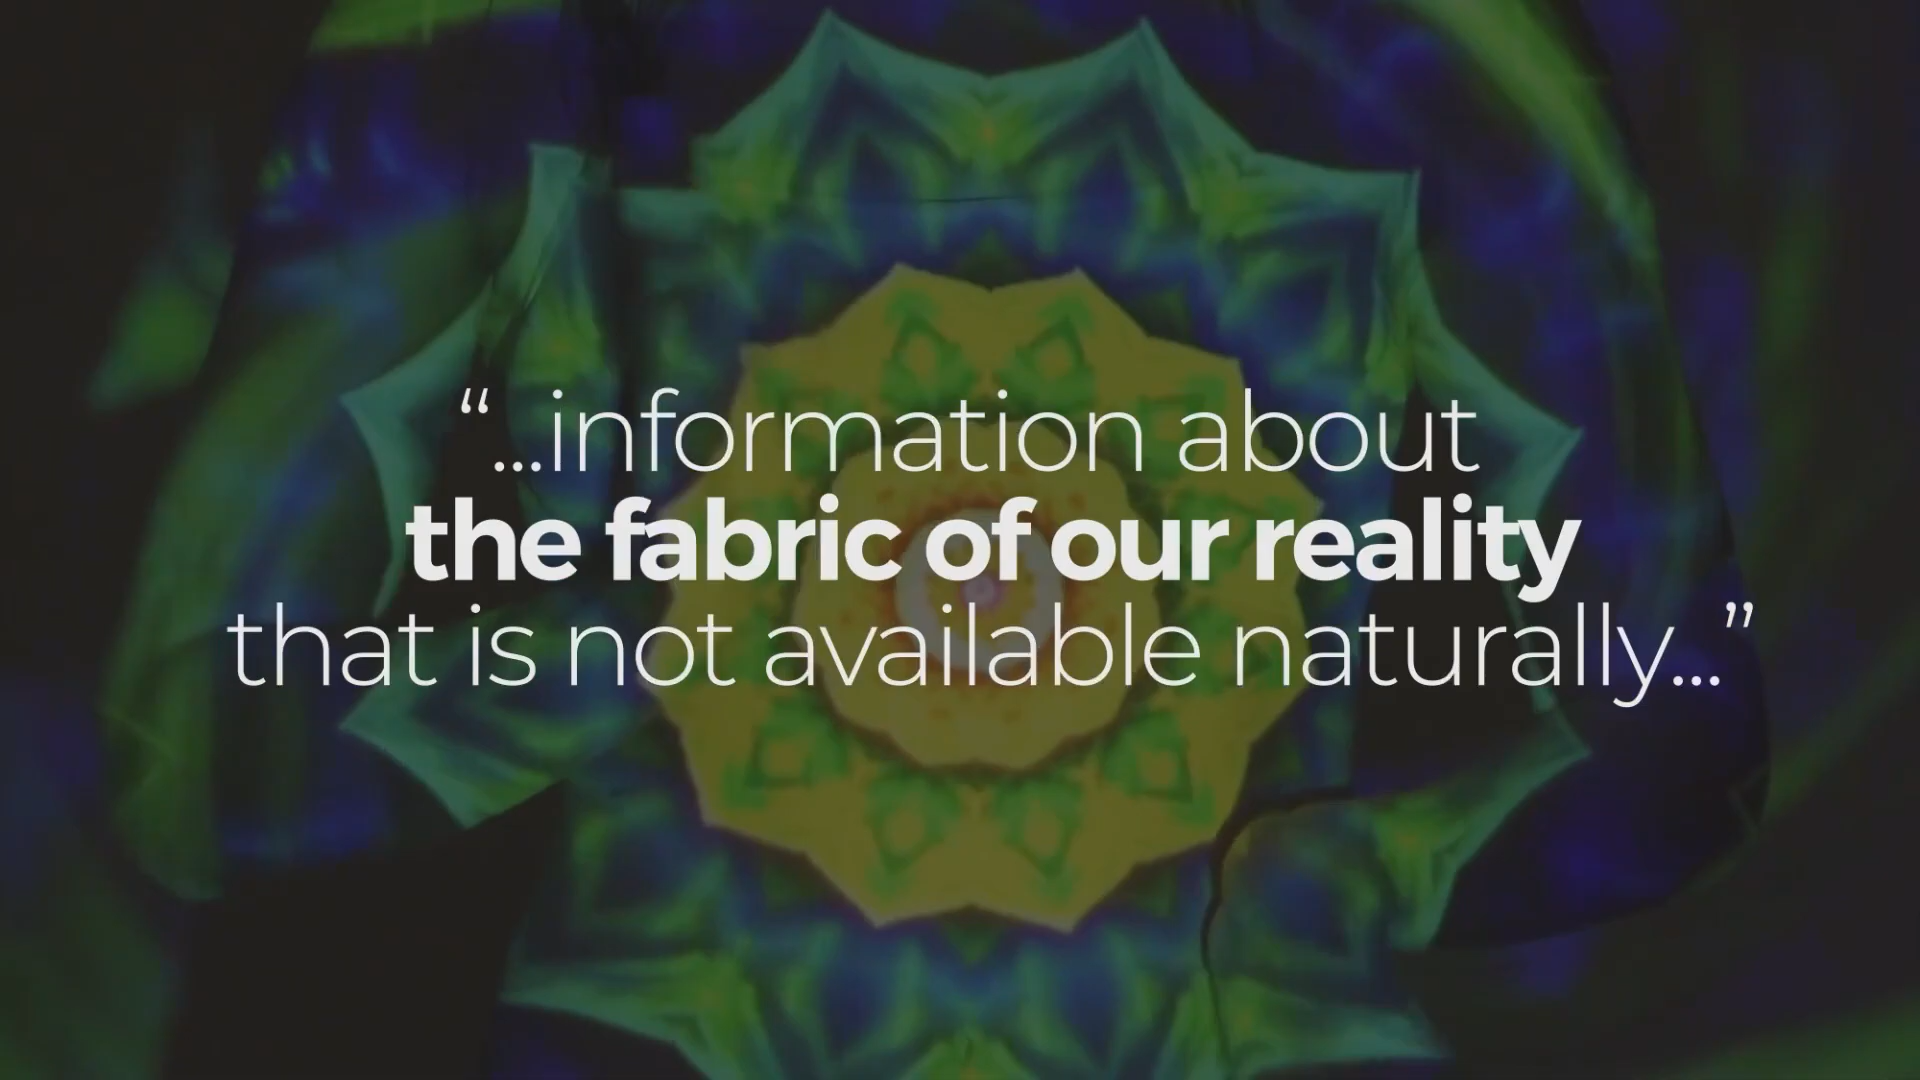 “...information about
the fabric of our reality
that is not available naturally...”